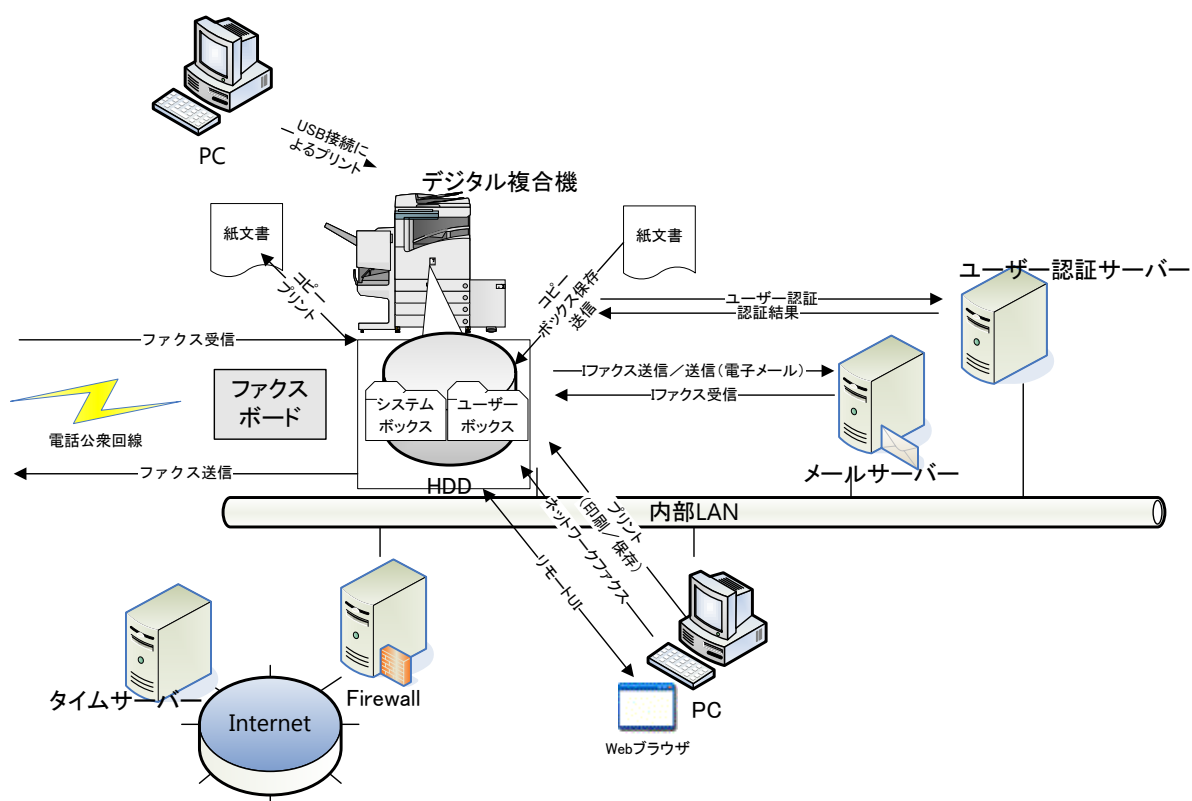 PC
USB接続に
よるプリント
デジタル複合機
紙文書
紙文書
コピー
プリント
コピー
ボックス保存
送信
ユーザー認証サーバー
ユーザー認証
認証結果
ファクス受信
Iファクス送信／送信（電子メール）
Iファクス受信
ファクス
ボード
システム
ボックス
ユーザー
ボックス
電話公衆回線
ファクス送信
メールサーバー
HDD
内部LAN
プリント
(印刷／保存)
ネットワークファクス
リモートUI
タイムサーバー
Firewall
Internet
PC
Webブラウザ